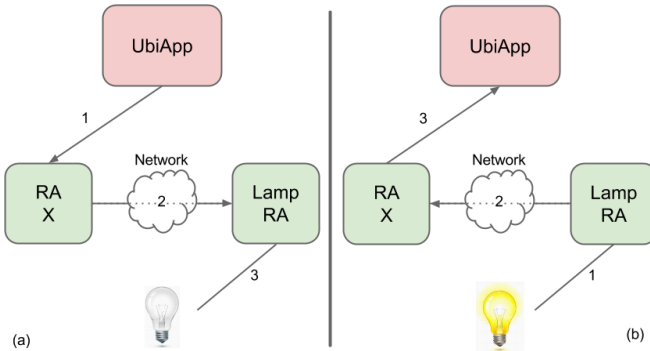 UbiApp
1
Network
RA
X
2
Lamp
RA
3
(a)
UbiApp
3
Network
RA
X
2
Lamp
RA
1
(b)